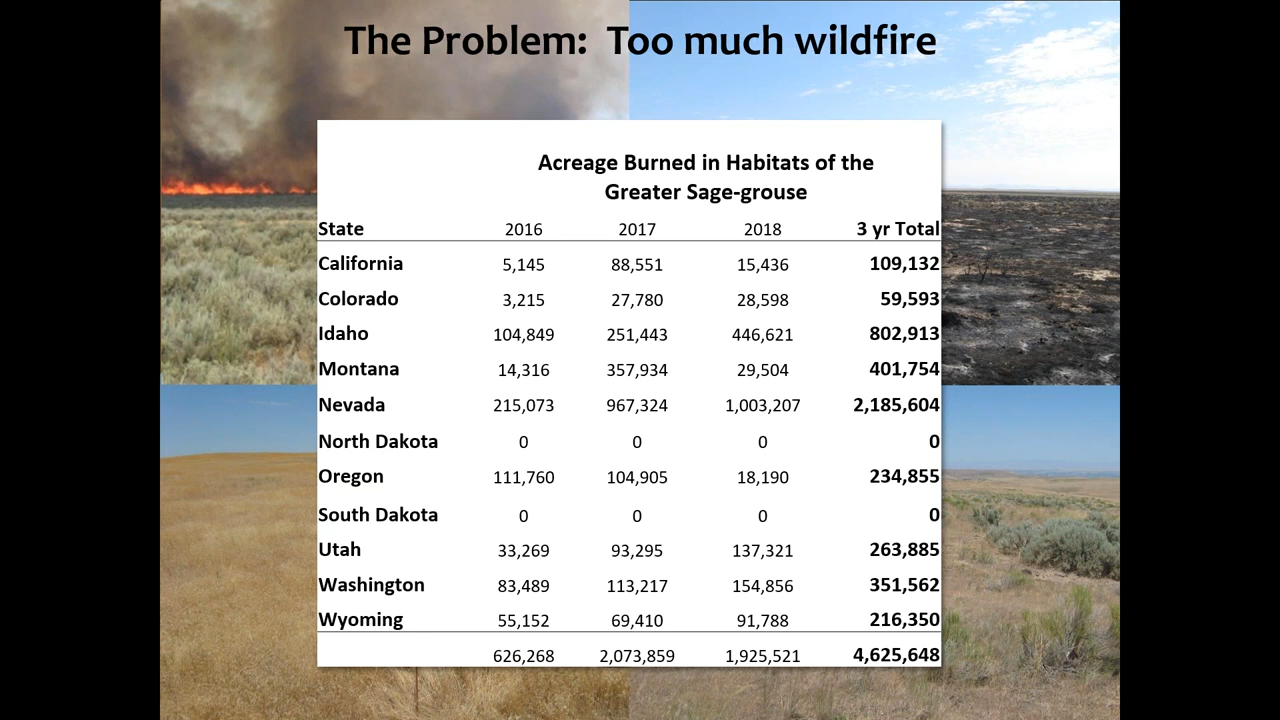 The Problem: Too much wildfire
Acreage Burned in Habitats of the
Greater Sage-grouse
State 2016 2017 2018 3 yr Total
California 5,145 88,551 15,436 109,132
Colorado 3,215 27,780 28,598 59,593
Idaho 104,849 251,443 446,621 802,913
Montana 14,316 357,934 29,504 401,754
Nevada 215,073 967,324 1,003,207 2,185,604
North Dakota 0 0 0 0
Oregon 111,760 104,905 18,190 234,855
South Dakota 0 0 0 0
Utah 33,269 93,295 137,321 263,885
Washington 83,489 113,217 154,856 351,562
Wyoming 55,152 69,410 91,788 216,350
626,268 2,073,859 1,925,521 4,625,648